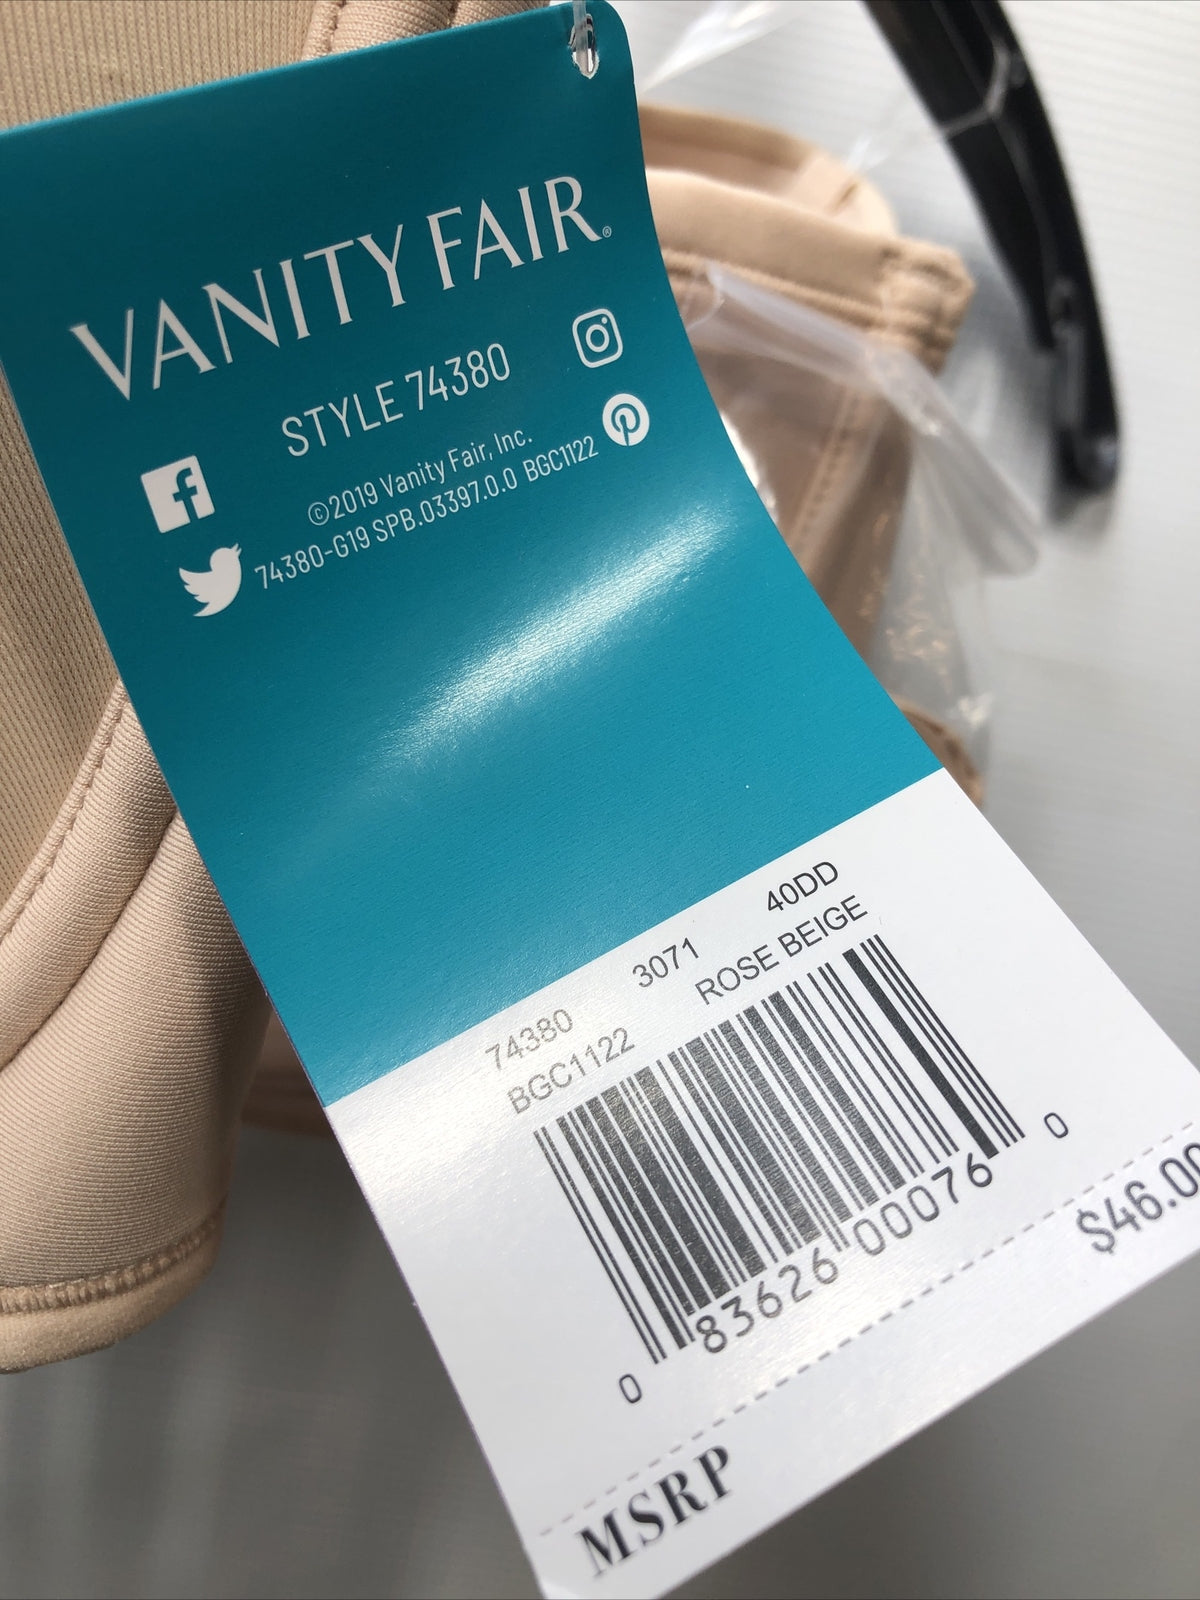 VANITY FAIR®
STYLE 74380
©2019 Vanity Fair, Inc.
74380-G19 SPB.03397.0.0 BGC1122
74380 3071 40DD
BGC1122 ROSE BEIGE
0 83626 00076 0
MSRP $46.00